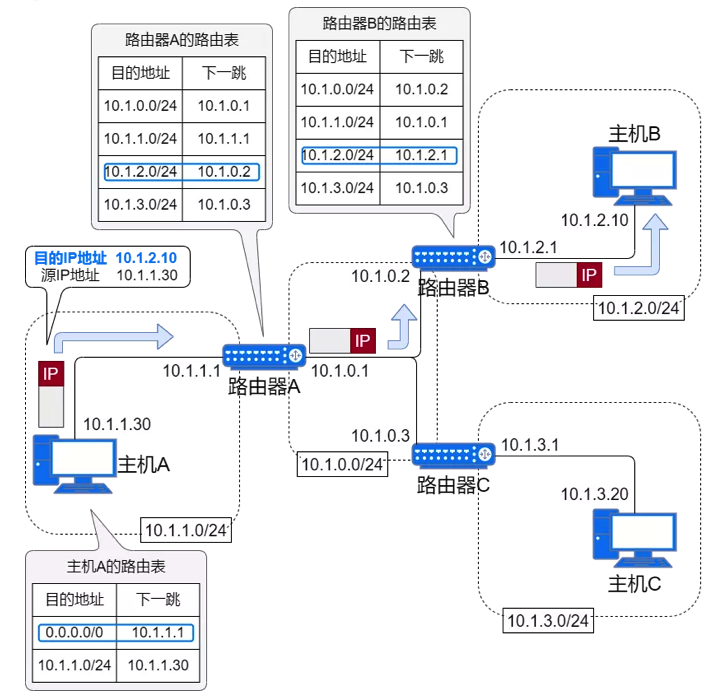 路由器A的路由表
目的地址 下一跳
10.1.0.0/24 10.1.0.1
10.1.1.0/24 10.1.1.1
10.1.2.0/24 10.1.0.2
10.1.3.0/24 10.1.0.3
路由器B的路由表
目的地址 下一跳
10.1.0.0/24 10.1.0.2
10.1.1.0/24 10.1.0.1
10.1.2.0/24 10.1.2.1
10.1.3.0/24 10.1.0.3
主机B
10.1.2.10
10.1.2.1
IP
10.1.2.0/24
目的IP地址 10.1.2.10
源IP地址 10.1.1.30
10.1.0.2
路由器B
IP
10.1.1.1
10.1.0.1
路由器A
IP
10.1.1.30
主机A
10.1.1.0/24
10.1.0.3
10.1.0.0/24
路由器C
10.1.3.1
10.1.3.20
主机C
10.1.3.0/24
主机A的路由表
目的地址 下一跳
0.0.0.0/0 10.1.1.1
10.1.1.0/24 10.1.1.30